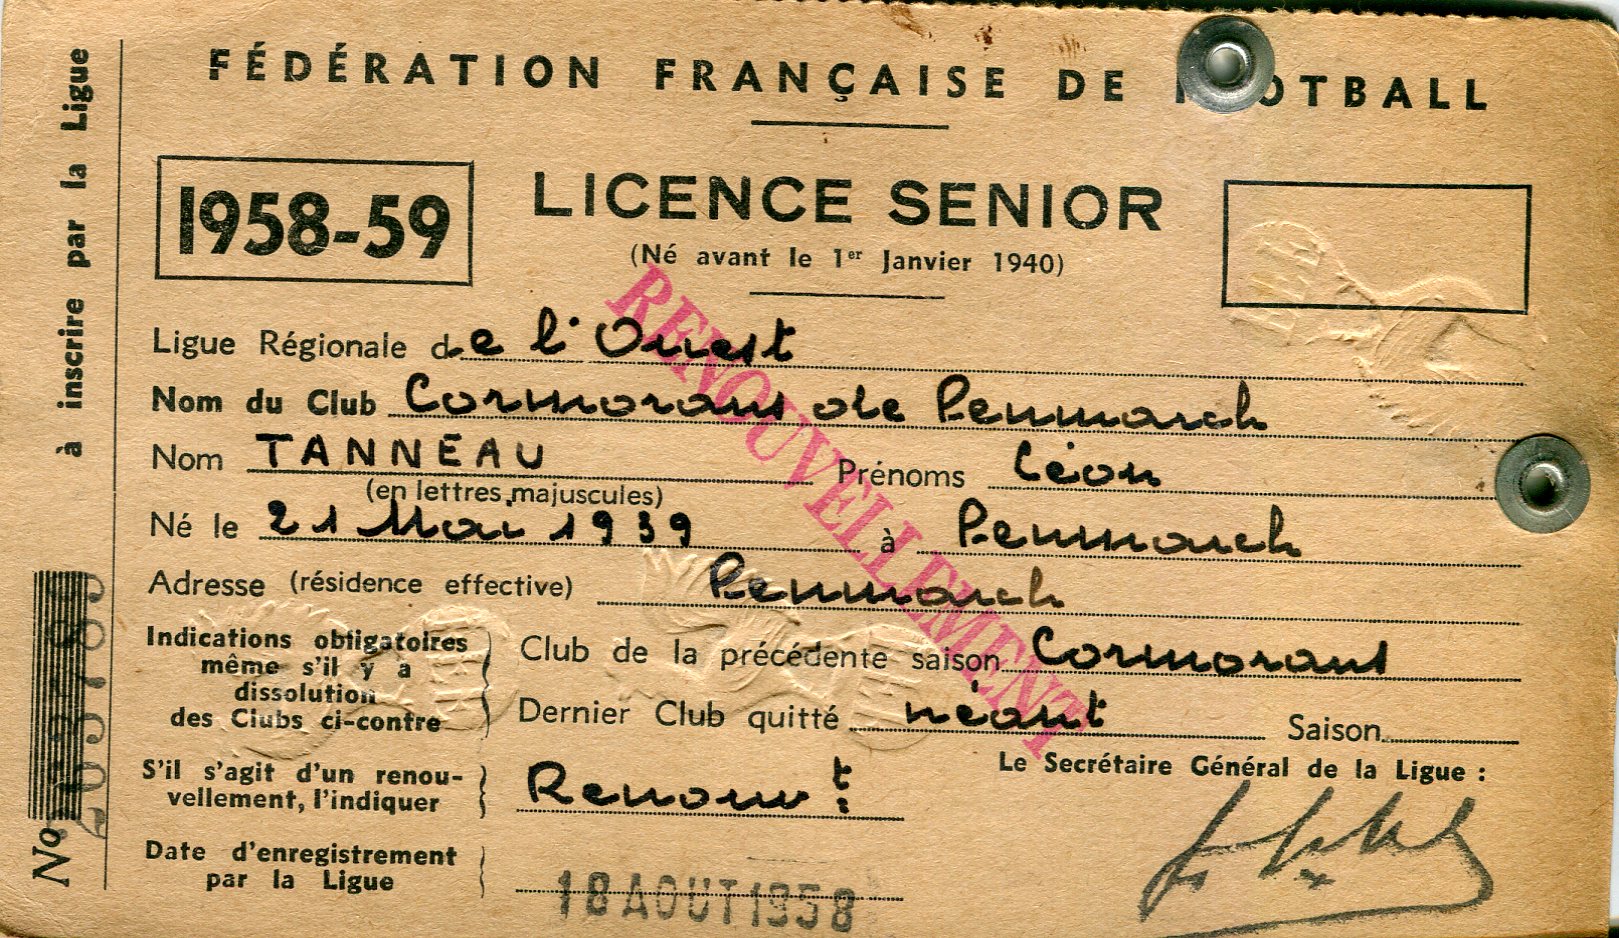 FÉDÉRATION FRANÇAISE DE FOOTBALL
à inscrire par la Ligue
No
1958-59
LICENCE SENIOR
(Né avant le 1er Janvier 1940)
RENOUVELLEMENT
Ligue Régionale de l'Ouest
Nom du Club Cormorans de Penmarch
Nom TANNEAU Prénoms Léon
(en lettres majuscules)
Né le 21 Mai 1939 à Penmarch
Adresse (résidence effective) Penmarch
Indications obligatoires
même s'il y a
dissolution
des Clubs ci-contre
Club de la précédente saison Cormorans
Dernier Club quitté néant Saison
Le Secrétaire Général de la Ligue :
S'il s'agit d'un renou-
vellement, l'indiquer
Renouvt
Date d'enregistrement
par la Ligue
18 AOUT 1958